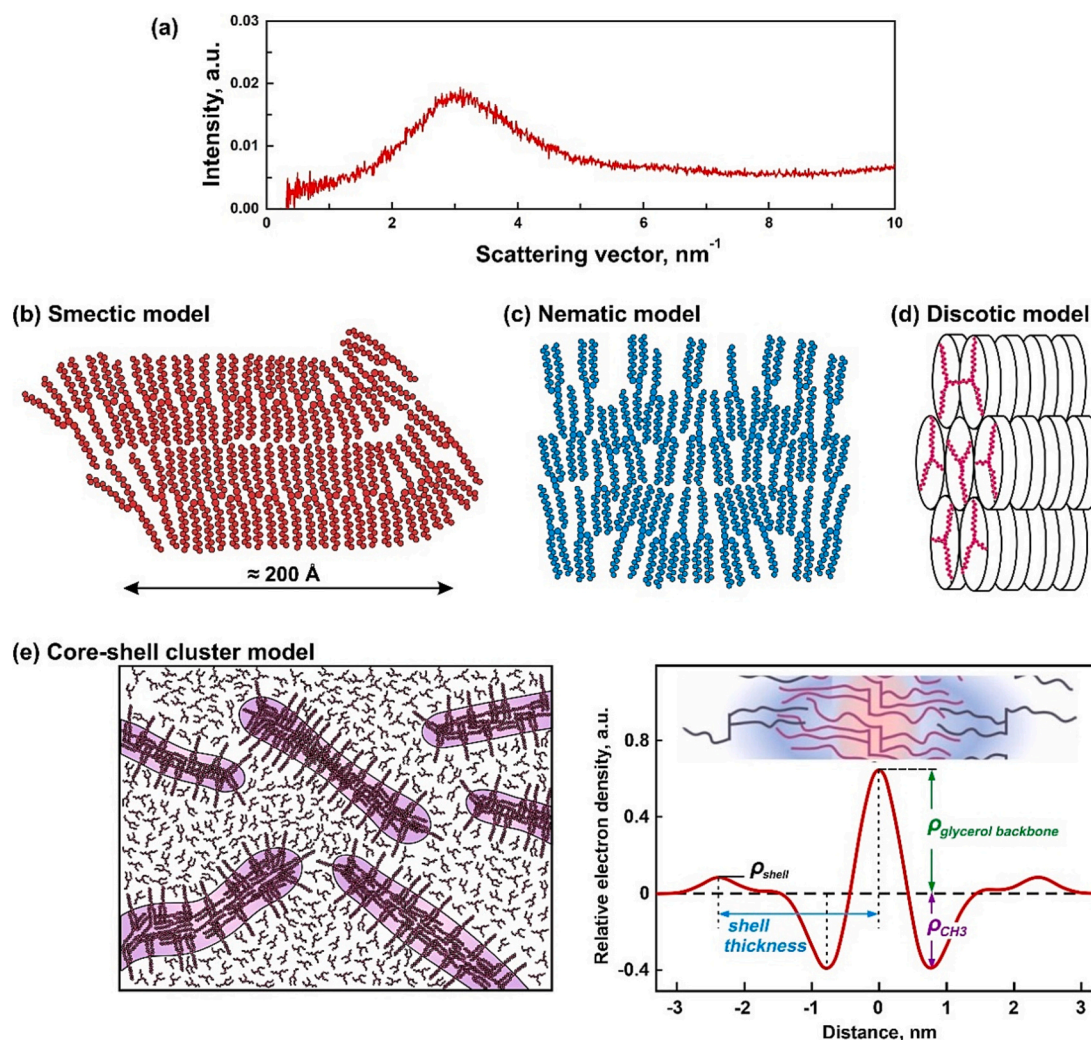 (a)
Intensity, a.u.
0.03
0.02
0.01
0.00
0 2 4 6 8 10
Scattering vector, nm⁻¹
(b) Smectic model
≈ 200 Å
(c) Nematic model
(d) Discotic model
(e) Core-shell cluster model
Relative electron density, a.u.
0.8
0.4
0
-0.4
ρglycerol backbone
ρshell
shell
thickness
ρCH3
-3 -2 -1 0 1 2 3
Distance, nm